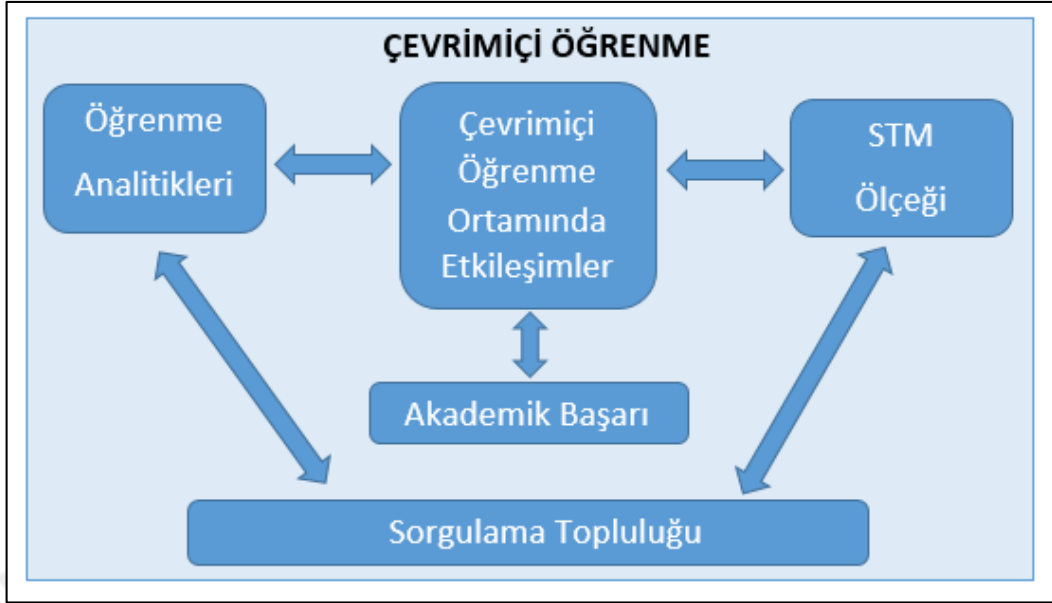 ÇEVRİMİÇİ ÖĞRENME
Öğrenme
Analitikleri
Çevrimiçi
Öğrenme
Ortamında
Etkileşimler
STM
Ölçeği
Akademik Başarı
Sorgulama Topluluğu